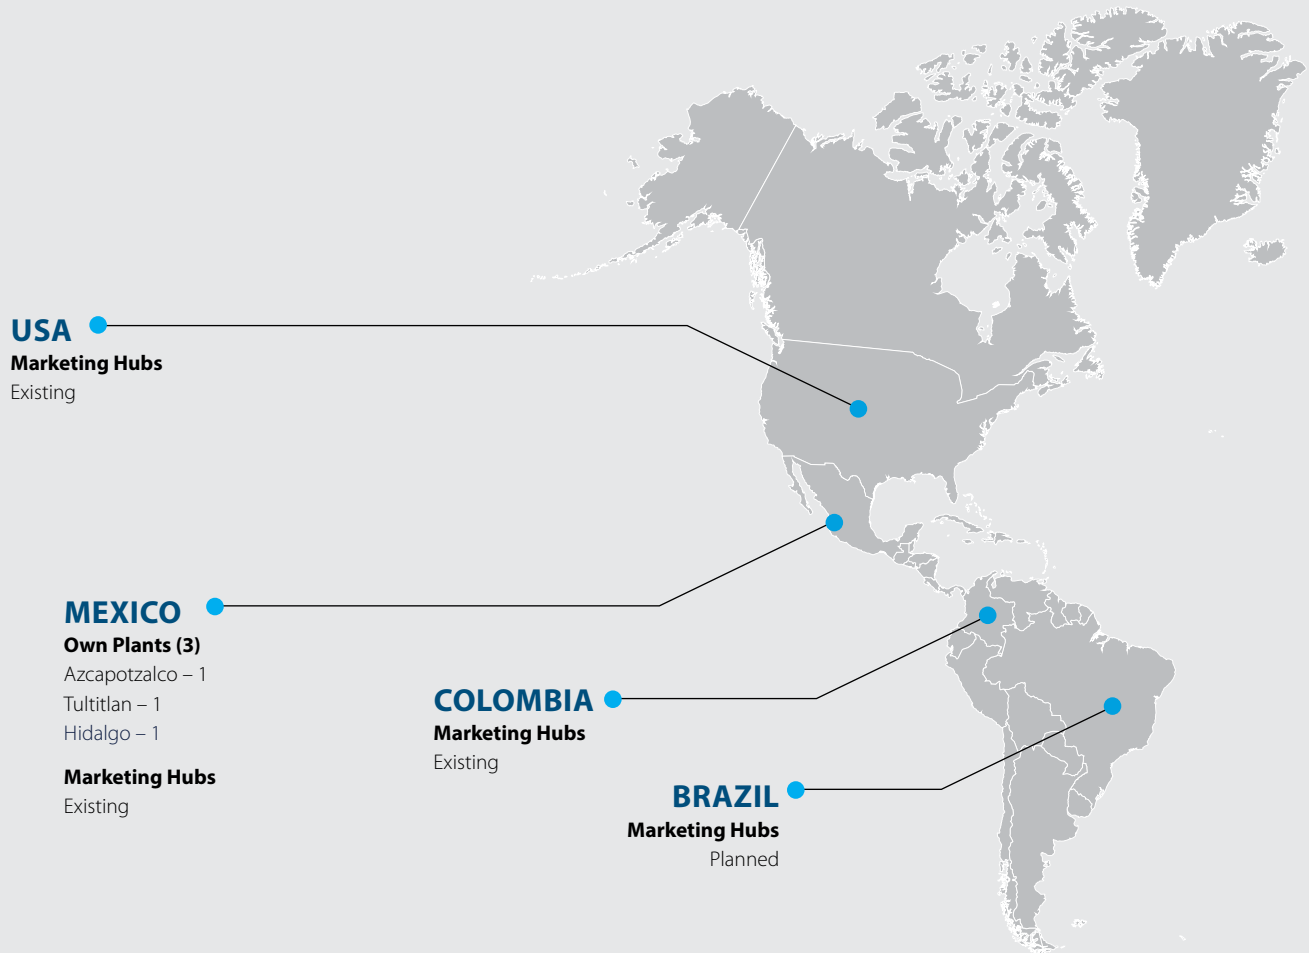 USA
Marketing Hubs
Existing
MEXICO
Own Plants (3)
Azcapotzalco – 1
Tultitlan – 1
Hidalgo – 1
Marketing Hubs
Existing
COLOMBIA
Marketing Hubs
Existing
BRAZIL
Marketing Hubs
Planned